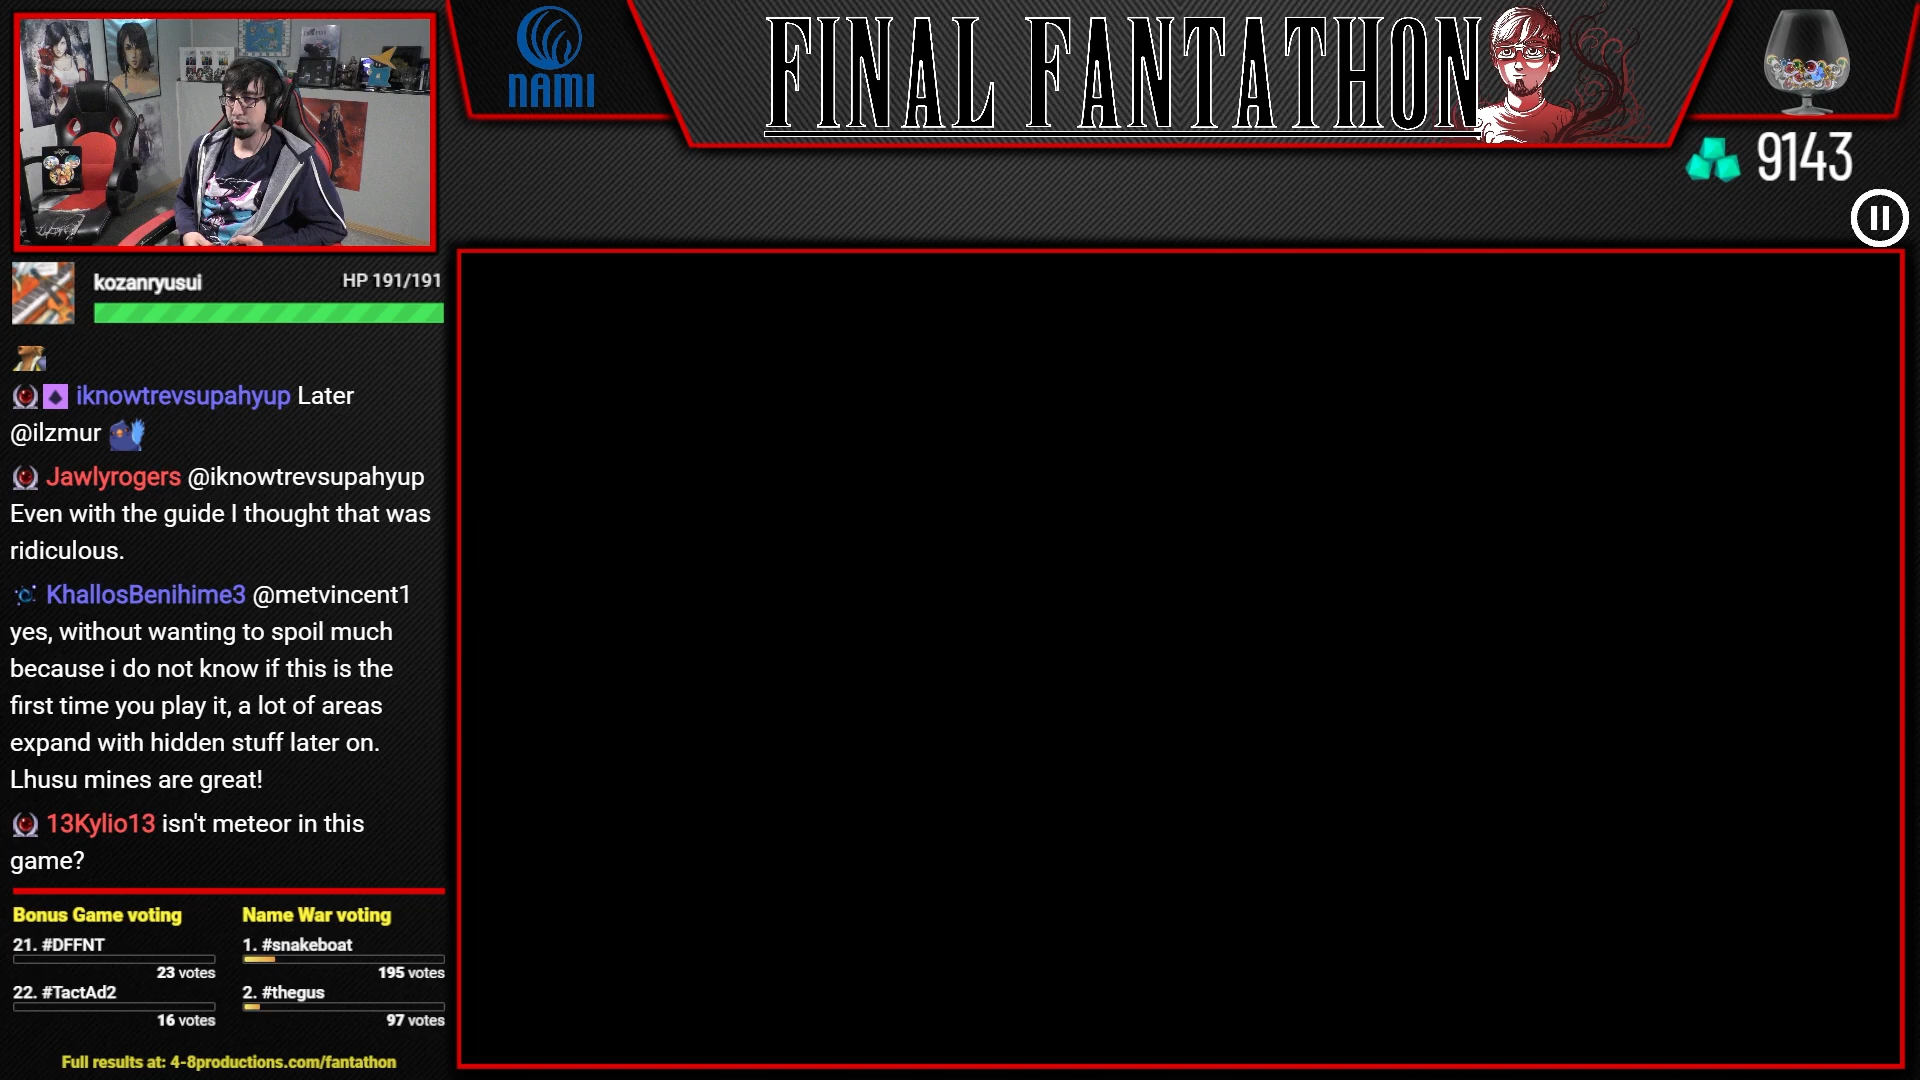 NAMI
FINAL FANTATHON
9143
kozanryusui
HP 191/191
iknowtrevsupahyup Later
@ilzmur
Jawlyrogers @iknowtrevsupahyup
Even with the guide I thought that was
ridiculous.
KhallosBenihime3 @metvincent1
yes, without wanting to spoil much
because i do not know if this is the
first time you play it, a lot of areas
expand with hidden stuff later on.
Lhusu mines are great!
13Kylio13 isn't meteor in this
game?
Bonus Game voting
21. #DFFNT
23 votes
22. #TactAd2
16 votes
Name War voting
1. #snakeboat
195 votes
2. #thegus
97 votes
Full results at: 4-8productions.com/fantathon